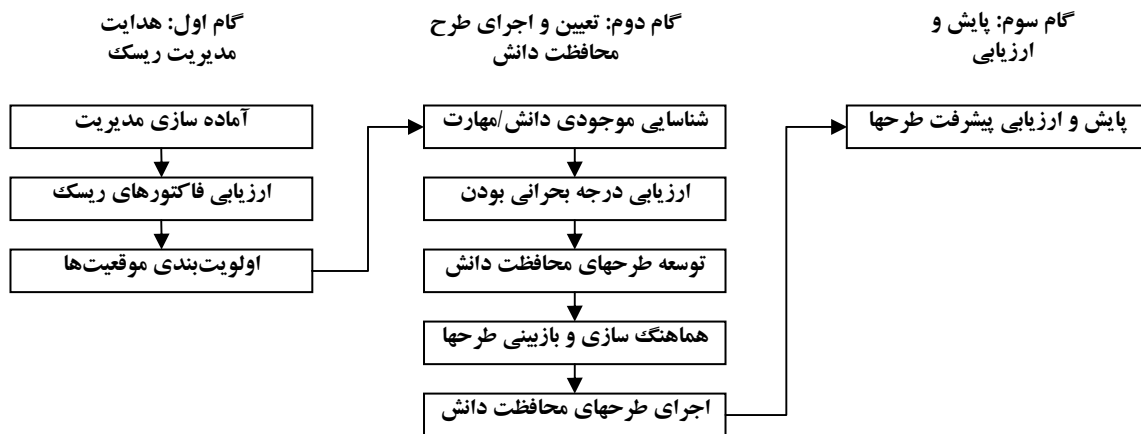 گام اول: هدایت
مدیریت ریسک
آماده سازی مدیریت
ارزیابی فاکتورهای ریسک
اولویت‌بندی موقعیت‌ها
گام دوم: تعیین و اجرای طرح
محافظت دانش
شناسایی موجودی دانش/مهارت
ارزیابی درجه بحرانی بودن
توسعه طرحهای محافظت دانش
هماهنگ سازی و بازبینی طرحها
اجرای طرحهای محافظت دانش
گام سوم: پایش و
ارزیابی
پایش و ارزیابی پیشرفت طرحها